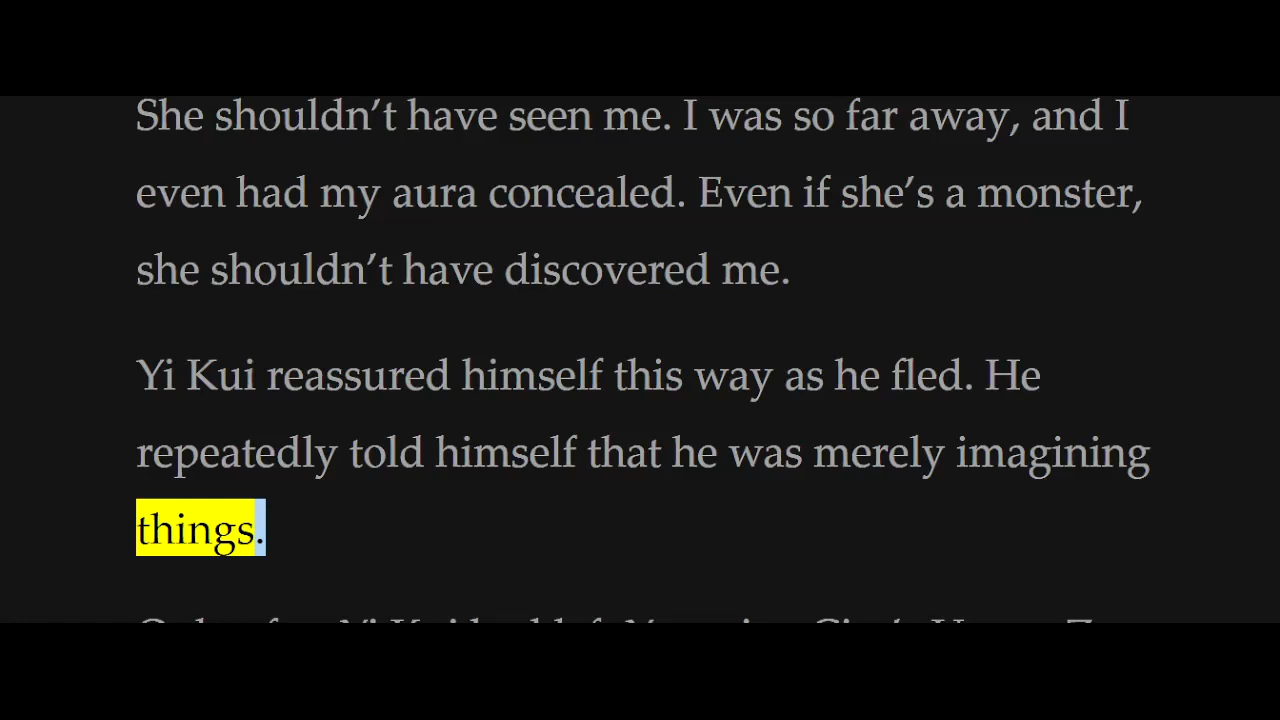 She shouldn’t have seen me. I was so far away, and I
even had my aura concealed. Even if she’s a monster,
she shouldn’t have discovered me.
Yi Kui reassured himself this way as he fled. He
repeatedly told himself that he was merely imagining
things.